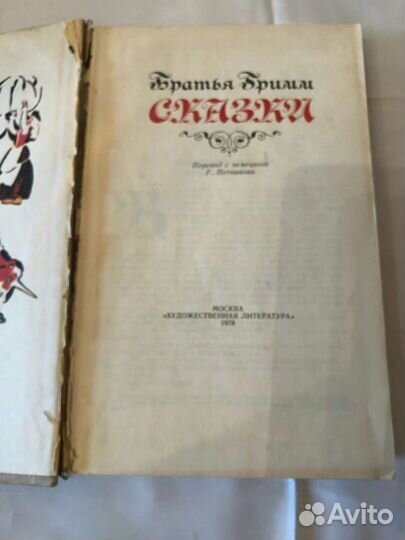 Братья Гримм
СКАЗКИ
Перевод с немецкого
Г. Петникова
МОСКВА
«ХУДОЖЕСТВЕННАЯ ЛИТЕРАТУРА»
1978
Avito